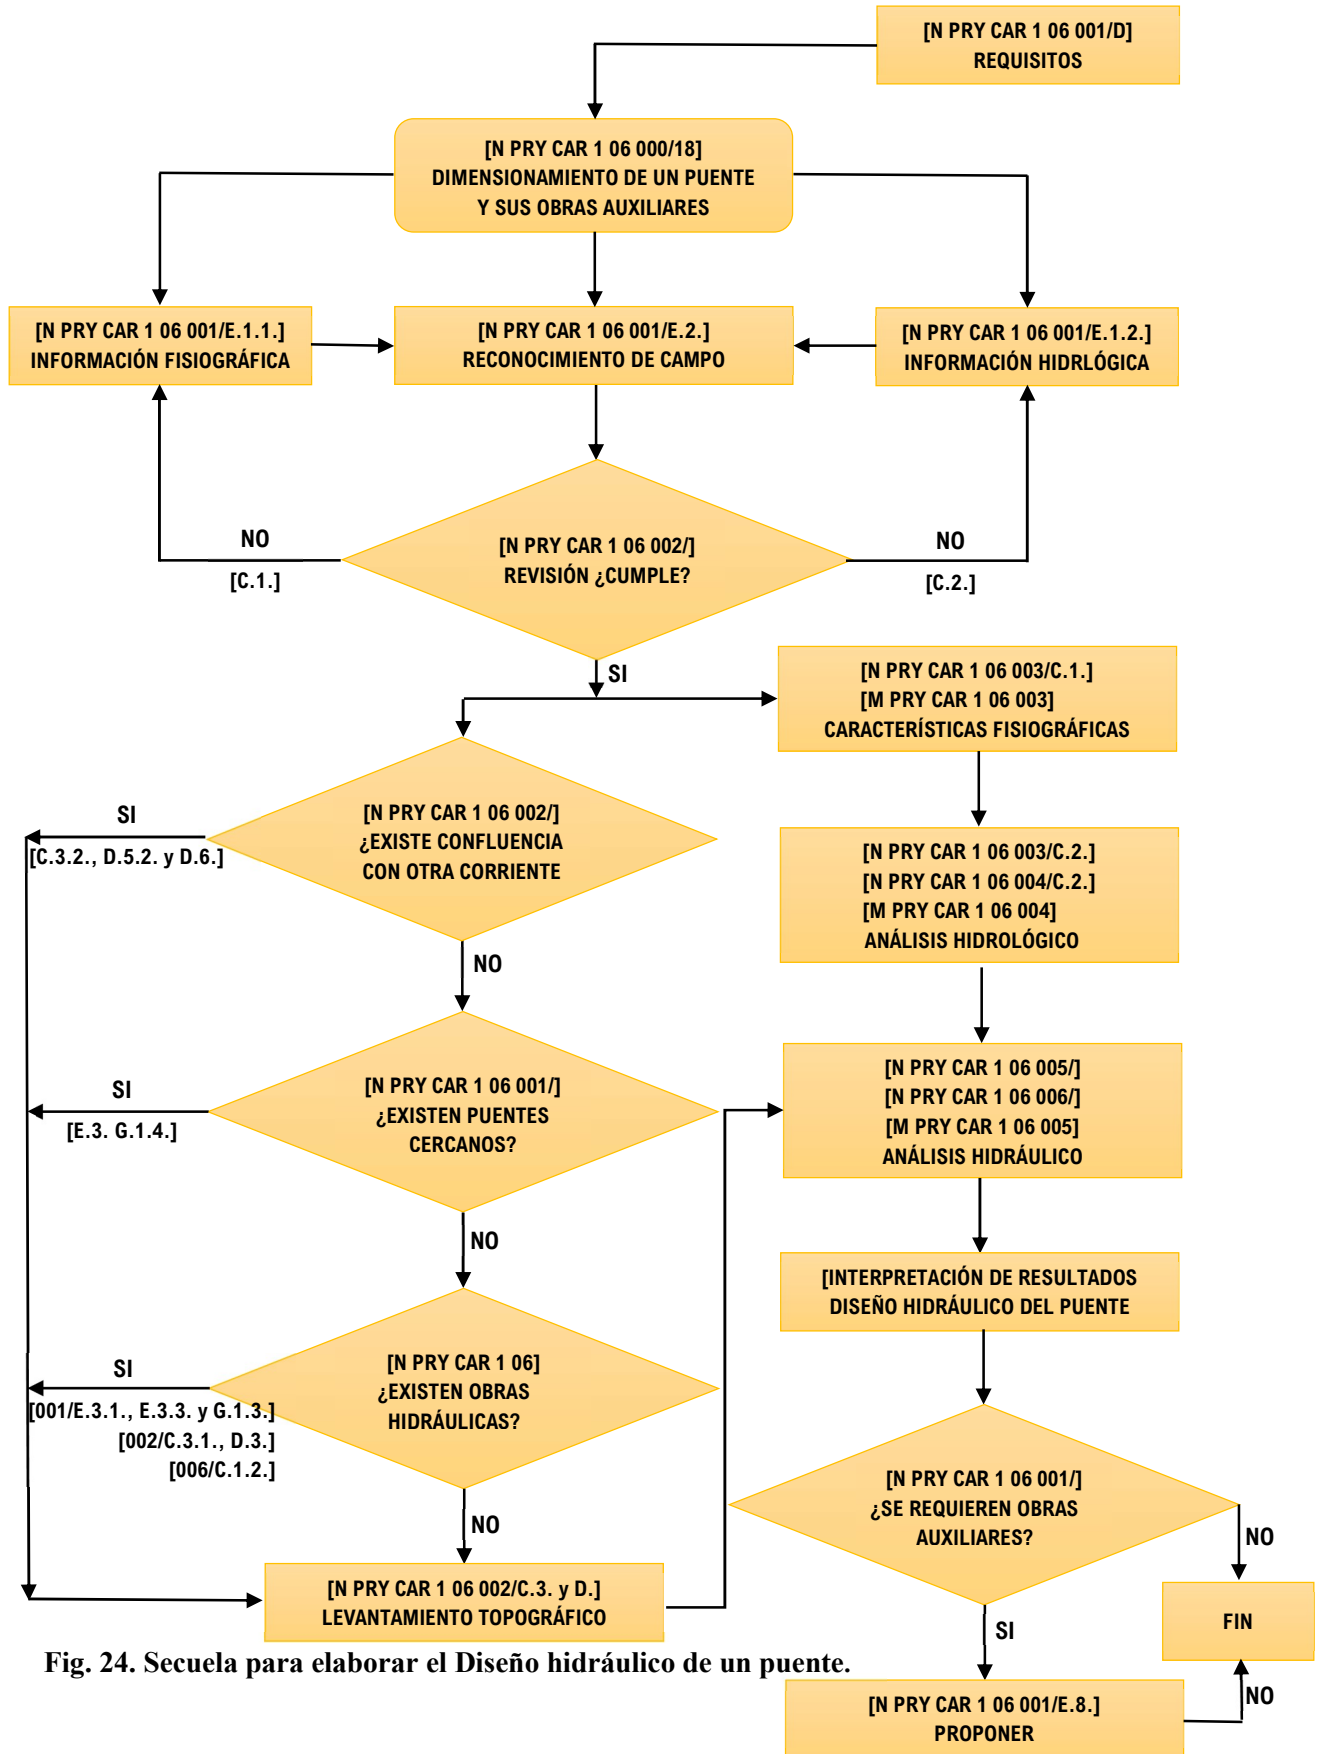 [N PRY CAR 1 06 001/D]
REQUISITOS
[N PRY CAR 1 06 000/18]
DIMENSIONAMIENTO DE UN PUENTE
Y SUS OBRAS AUXILIARES
[N PRY CAR 1 06 001/E.1.1.]
INFORMACIÓN FISIOGRÁFICA
[N PRY CAR 1 06 001/E.2.]
RECONOCIMIENTO DE CAMPO
[N PRY CAR 1 06 001/E.1.2.]
INFORMACIÓN HIDRLÓGICA
NO
[C.1.]
[N PRY CAR 1 06 002/]
REVISIÓN ¿CUMPLE?
NO
[C.2.]
SI
[N PRY CAR 1 06 003/C.1.]
[M PRY CAR 1 06 003]
CARACTERÍSTICAS FISIOGRÁFICAS
SI
[C.3.2., D.5.2. y D.6.]
[N PRY CAR 1 06 002/]
¿EXISTE CONFLUENCIA
CON OTRA CORRIENTE
[N PRY CAR 1 06 003/C.2.]
[N PRY CAR 1 06 004/C.2.]
[M PRY CAR 1 06 004]
ANÁLISIS HIDROLÓGICO
NO
SI
[E.3. G.1.4.]
[N PRY CAR 1 06 001/]
¿EXISTEN PUENTES
CERCANOS?
[N PRY CAR 1 06 005/]
[N PRY CAR 1 06 006/]
[M PRY CAR 1 06 005]
ANÁLISIS HIDRÁULICO
NO
[INTERPRETACIÓN DE RESULTADOS
DISEÑO HIDRÁULICO DEL PUENTE
SI
[001/E.3.1., E.3.3. y G.1.3.]
[002/C.3.1., D.3.]
[006/C.1.2.]
[N PRY CAR 1 06]
¿EXISTEN OBRAS
HIDRÁULICAS?
NO
[N PRY CAR 1 06 001/]
¿SE REQUIEREN OBRAS
AUXILIARES?
NO
[N PRY CAR 1 06 002/C.3. y D.]
LEVANTAMIENTO TOPOGRÁFICO
FIN
SI
Fig. 24. Secuela para elaborar el Diseño hidráulico de un puente.
[N PRY CAR 1 06 001/E.8.]
PROPONER
NO